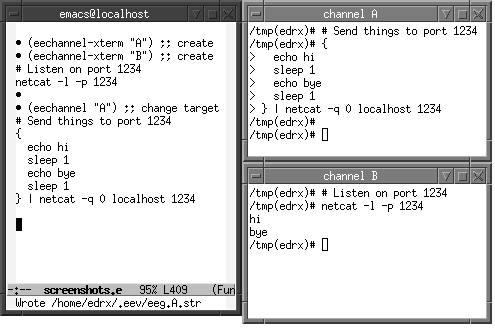 emacs@localhost
• (eechannel-xterm "A") ;; create
• (eechannel-xterm "B") ;; create
# Listen on port 1234
netcat -l -p 1234
•
• (eechannel "A") ;; change target
# Send things to port 1234
{
  echo hi
  sleep 1
  echo bye
  sleep 1
} | netcat -q 0 localhost 1234
-:--  screenshots.e   95% L409    (Fun
Wrote /home/edrx/.eev/eeg.A.str
channel A
/tmp(edrx)# # Send things to port 1234
/tmp(edrx)# {
>   echo hi
>   sleep 1
>   echo bye
>   sleep 1
> } | netcat -q 0 localhost 1234
/tmp(edrx)#
/tmp(edrx)#
channel B
/tmp(edrx)# # Listen on port 1234
/tmp(edrx)# netcat -l -p 1234
hi
bye
/tmp(edrx)#